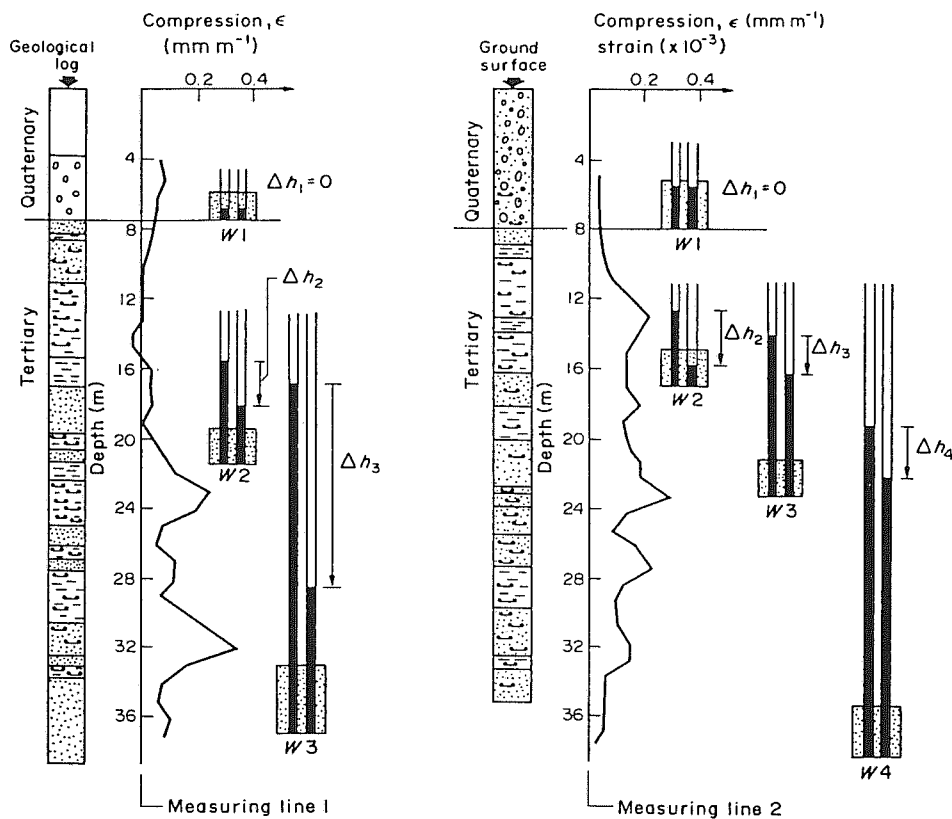 Compression, ϵ
(mm m⁻¹)
Geological
log
0.2 0.4
Quaternary
Tertiary
Depth (m)
4
8
12
16
20
24
28
32
36
Δh₁=0
W1
Δh₂
W2
Δh₃
W3
Measuring line 1
Compression, ϵ (mm m⁻¹)
strain (x 10⁻³)
Ground
surface
0.2 0.4
Quaternary
Tertiary
Depth (m)
4
8
12
16
20
24
28
32
36
Δh₁=0
W1
Δh₂
W2
Δh₃
W3
Δh₄
W4
Measuring line 2